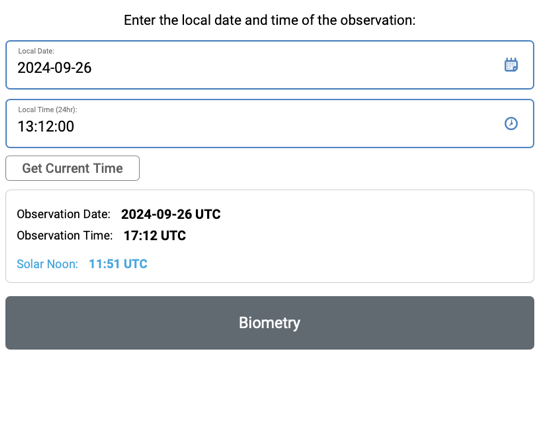 Enter the local date and time of the observation:
Local Date:
2024-09-26
Local Time (24hr):
13:12:00
Get Current Time
Observation Date: 2024-09-26 UTC
Observation Time: 17:12 UTC
Solar Noon: 11:51 UTC
Biometry